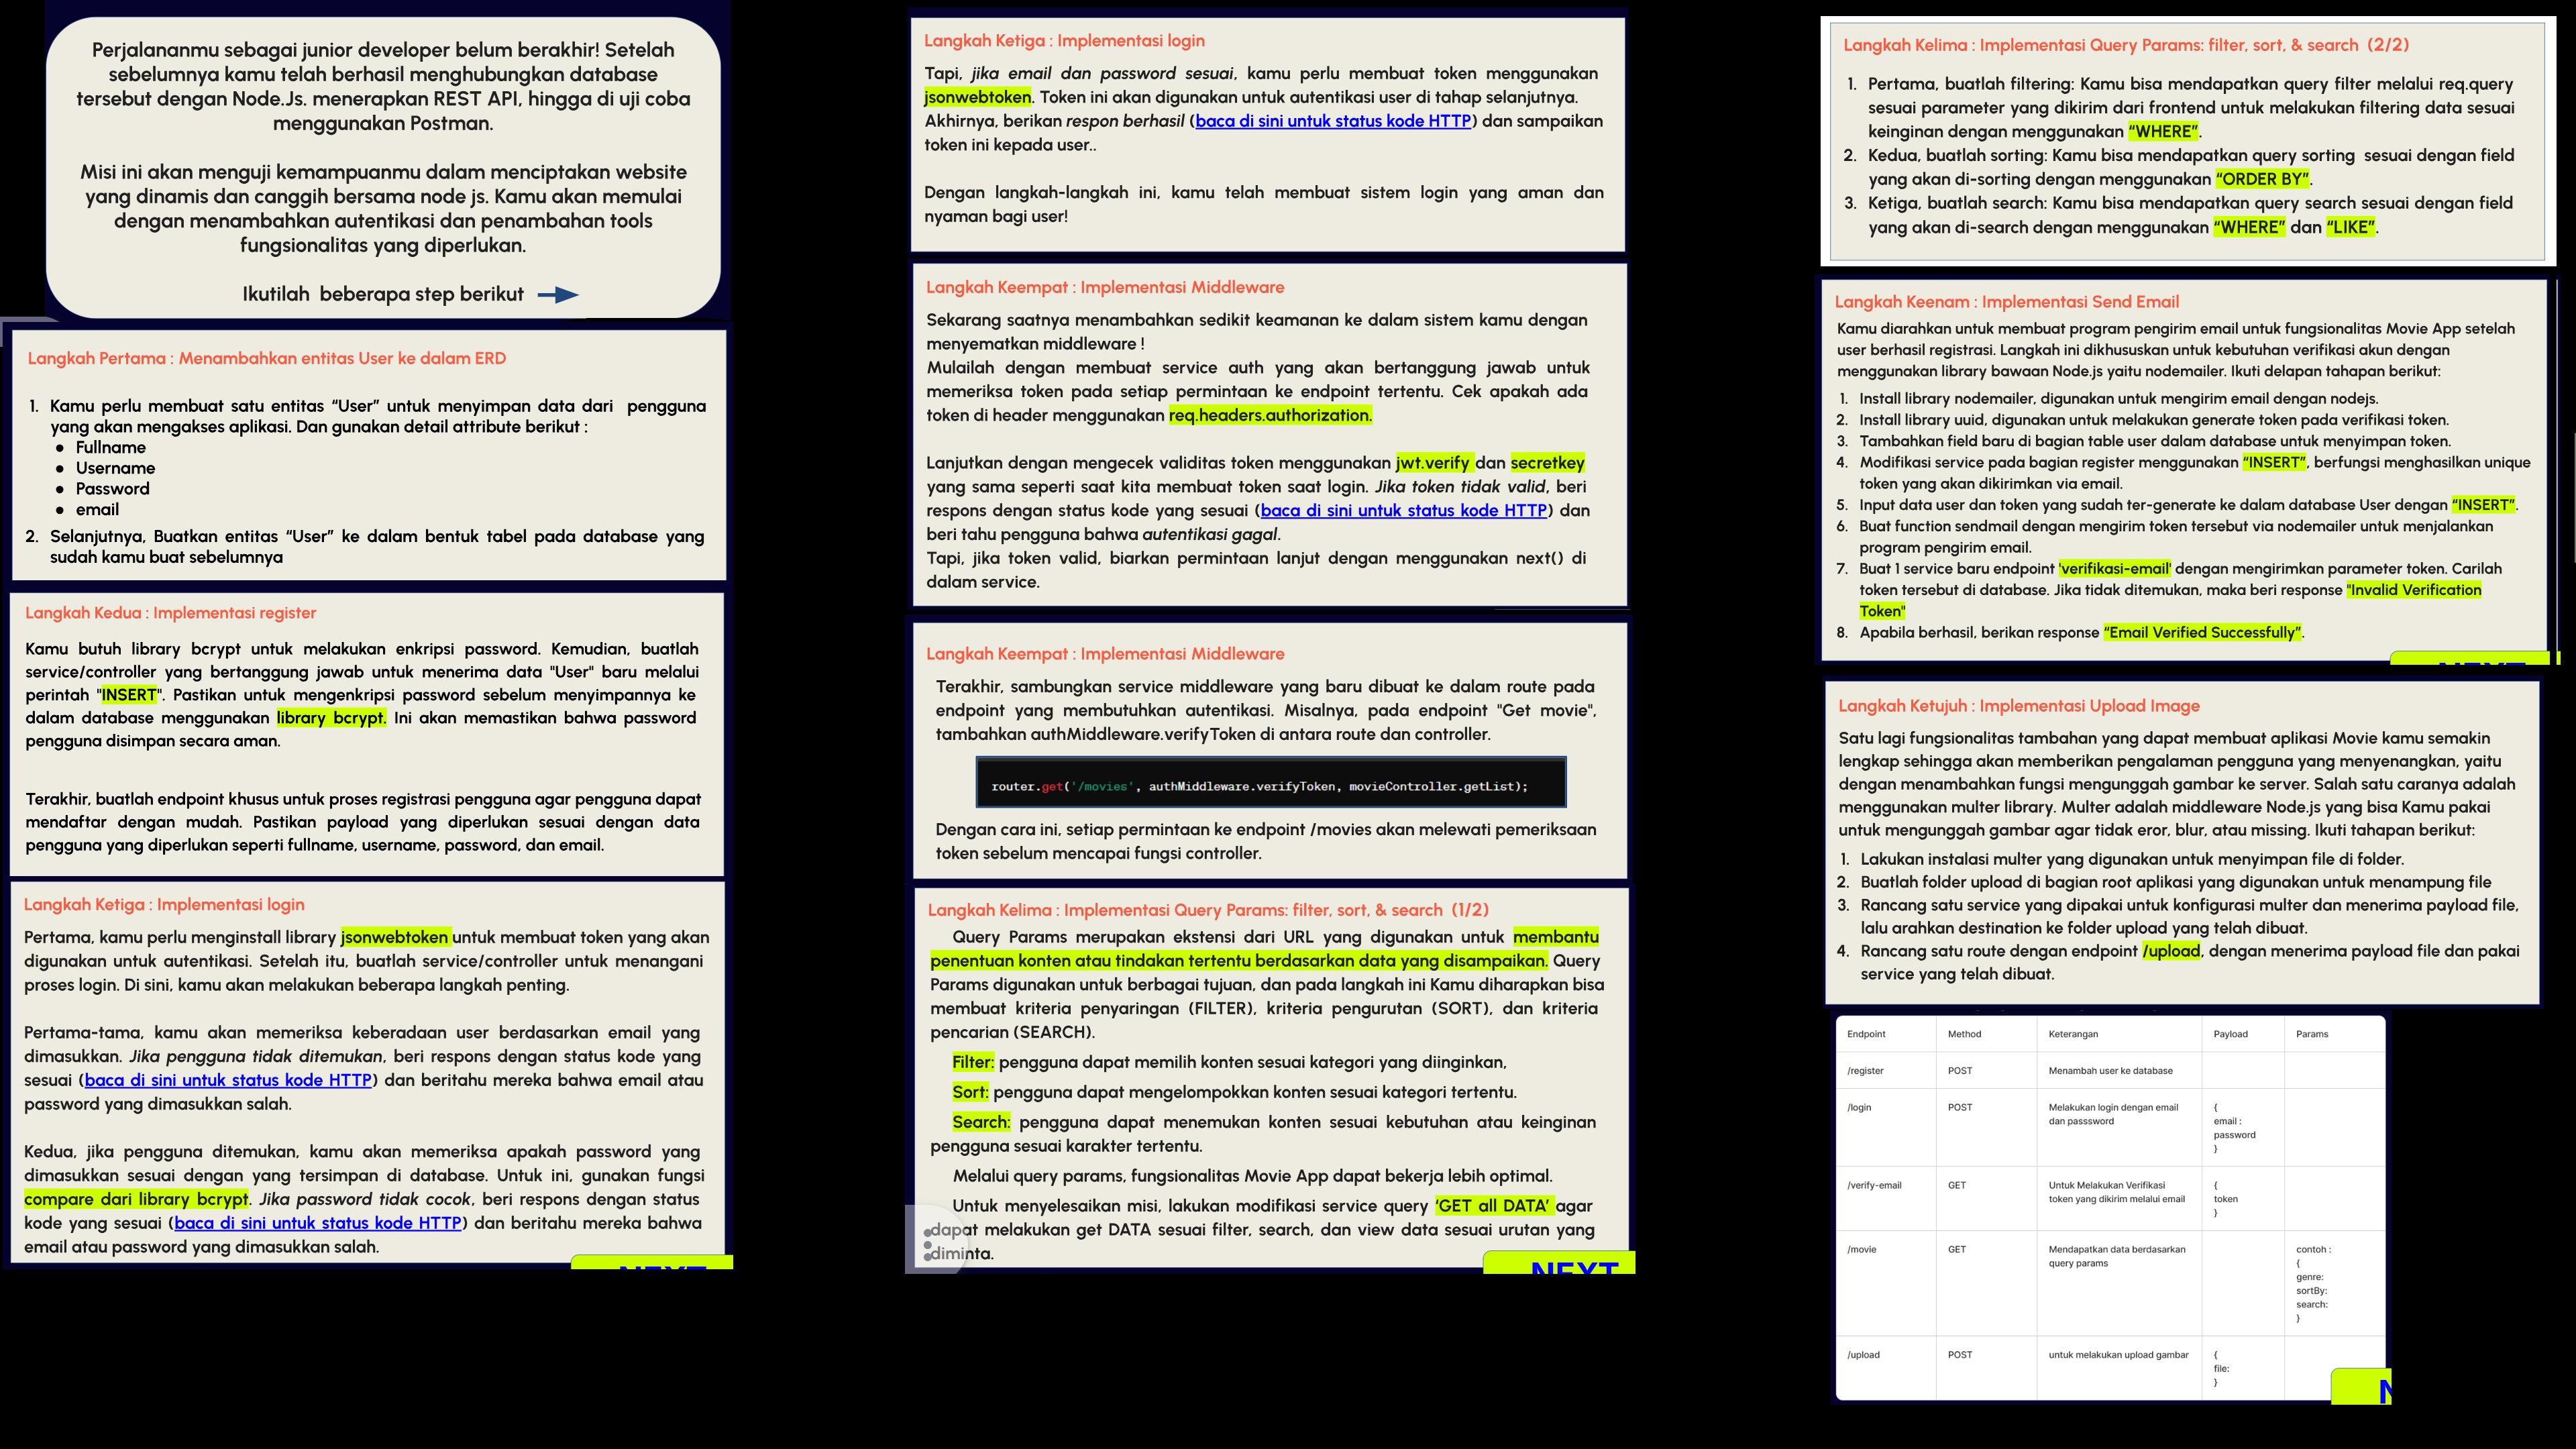 Perjalananmu sebagai junior developer belum berakhir! Setelah
sebelumnya kamu telah berhasil menghubungkan database
tersebut dengan Node.Js. menerapkan REST API, hingga di uji coba
menggunakan Postman.
Misi ini akan menguji kemampuanmu dalam menciptakan website
yang dinamis dan canggih bersama node js. Kamu akan memulai
dengan menambahkan autentikasi dan penambahan tools
fungsionalitas yang diperlukan.
Ikutilah beberapa step berikut
Langkah Pertama : Menambahkan entitas User ke dalam ERD
1. Kamu perlu membuat satu entitas “User” untuk menyimpan data dari pengguna
yang akan mengakses aplikasi. Dan gunakan detail attribute berikut :
● Fullname
● Username
● Password
● email
2. Selanjutnya, Buatkan entitas “User” ke dalam bentuk tabel pada database yang
sudah kamu buat sebelumnya
Langkah Kedua : Implementasi register
Kamu butuh library bcrypt untuk melakukan enkripsi password. Kemudian, buatlah
service/controller yang bertanggung jawab untuk menerima data "User" baru melalui
perintah "INSERT". Pastikan untuk mengenkripsi password sebelum menyimpannya ke
dalam database menggunakan library bcrypt. Ini akan memastikan bahwa password
pengguna disimpan secara aman.
Terakhir, buatlah endpoint khusus untuk proses registrasi pengguna agar pengguna dapat
mendaftar dengan mudah. Pastikan payload yang diperlukan sesuai dengan data
pengguna yang diperlukan seperti fullname, username, password, dan email.
Langkah Ketiga : Implementasi login
Pertama, kamu perlu menginstall library jsonwebtoken untuk membuat token yang akan
digunakan untuk autentikasi. Setelah itu, buatlah service/controller untuk menangani
proses login. Di sini, kamu akan melakukan beberapa langkah penting.
Pertama-tama, kamu akan memeriksa keberadaan user berdasarkan email yang
dimasukkan. Jika pengguna tidak ditemukan, beri respons dengan status kode yang
sesuai (baca di sini untuk status kode HTTP) dan beritahu mereka bahwa email atau
password yang dimasukkan salah.
Kedua, jika pengguna ditemukan, kamu akan memeriksa apakah password yang
dimasukkan sesuai dengan yang tersimpan di database. Untuk ini, gunakan fungsi
compare dari library bcrypt. Jika password tidak cocok, beri respons dengan status
kode yang sesuai (baca di sini untuk status kode HTTP) dan beritahu mereka bahwa
email atau password yang dimasukkan salah.
NEXT
Langkah Ketiga : Implementasi login
Tapi, jika email dan password sesuai, kamu perlu membuat token menggunakan
jsonwebtoken. Token ini akan digunakan untuk autentikasi user di tahap selanjutnya.
Akhirnya, berikan respon berhasil (baca di sini untuk status kode HTTP) dan sampaikan
token ini kepada user..
Dengan langkah-langkah ini, kamu telah membuat sistem login yang aman dan
nyaman bagi user!
Langkah Keempat : Implementasi Middleware
Sekarang saatnya menambahkan sedikit keamanan ke dalam sistem kamu dengan
menyematkan middleware !
Mulailah dengan membuat service auth yang akan bertanggung jawab untuk
memeriksa token pada setiap permintaan ke endpoint tertentu. Cek apakah ada
token di header menggunakan req.headers.authorization.
Lanjutkan dengan mengecek validitas token menggunakan jwt.verify dan secretkey
yang sama seperti saat kita membuat token saat login. Jika token tidak valid, beri
respons dengan status kode yang sesuai (baca di sini untuk status kode HTTP) dan
beri tahu pengguna bahwa autentikasi gagal.
Tapi, jika token valid, biarkan permintaan lanjut dengan menggunakan next() di
dalam service.
Langkah Keempat : Implementasi Middleware
Terakhir, sambungkan service middleware yang baru dibuat ke dalam route pada
endpoint yang membutuhkan autentikasi. Misalnya, pada endpoint "Get movie",
tambahkan authMiddleware.verifyToken di antara route dan controller.
router.get('/movies', authMiddleware.verifyToken, movieController.getList);
Dengan cara ini, setiap permintaan ke endpoint /movies akan melewati pemeriksaan
token sebelum mencapai fungsi controller.
Langkah Kelima : Implementasi Query Params: filter, sort, & search (1/2)
Query Params merupakan ekstensi dari URL yang digunakan untuk membantu
penentuan konten atau tindakan tertentu berdasarkan data yang disampaikan. Query
Params digunakan untuk berbagai tujuan, dan pada langkah ini Kamu diharapkan bisa
membuat kriteria penyaringan (FILTER), kriteria pengurutan (SORT), dan kriteria
pencarian (SEARCH).
Filter: pengguna dapat memilih konten sesuai kategori yang diinginkan,
Sort: pengguna dapat mengelompokkan konten sesuai kategori tertentu.
Search: pengguna dapat menemukan konten sesuai kebutuhan atau keinginan
pengguna sesuai karakter tertentu.
Melalui query params, fungsionalitas Movie App dapat bekerja lebih optimal.
Untuk menyelesaikan misi, lakukan modifikasi service query ‘GET all DATA’ agar
dapat melakukan get DATA sesuai filter, search, dan view data sesuai urutan yang
diminta.
NEXT
Langkah Kelima : Implementasi Query Params: filter, sort, & search (2/2)
1. Pertama, buatlah filtering: Kamu bisa mendapatkan query filter melalui req.query
sesuai parameter yang dikirim dari frontend untuk melakukan filtering data sesuai
keinginan dengan menggunakan “WHERE”.
2. Kedua, buatlah sorting: Kamu bisa mendapatkan query sorting sesuai dengan field
yang akan di-sorting dengan menggunakan “ORDER BY”.
3. Ketiga, buatlah search: Kamu bisa mendapatkan query search sesuai dengan field
yang akan di-search dengan menggunakan “WHERE” dan “LIKE”.
Langkah Keenam : Implementasi Send Email
Kamu diarahkan untuk membuat program pengirim email untuk fungsionalitas Movie App setelah
user berhasil registrasi. Langkah ini dikhususkan untuk kebutuhan verifikasi akun dengan
menggunakan library bawaan Node.js yaitu nodemailer. Ikuti delapan tahapan berikut:
1. Install library nodemailer, digunakan untuk mengirim email dengan nodejs.
2. Install library uuid, digunakan untuk melakukan generate token pada verifikasi token.
3. Tambahkan field baru di bagian table user dalam database untuk menyimpan token.
4. Modifikasi service pada bagian register menggunakan “INSERT”, berfungsi menghasilkan unique
token yang akan dikirimkan via email.
5. Input data user dan token yang sudah ter-generate ke dalam database User dengan “INSERT”.
6. Buat function sendmail dengan mengirim token tersebut via nodemailer untuk menjalankan
program pengirim email.
7. Buat 1 service baru endpoint 'verifikasi-email' dengan mengirimkan parameter token. Carilah
token tersebut di database. Jika tidak ditemukan, maka beri response "Invalid Verification
Token"
8. Apabila berhasil, berikan response “Email Verified Successfully”.
Langkah Ketujuh : Implementasi Upload Image
Satu lagi fungsionalitas tambahan yang dapat membuat aplikasi Movie kamu semakin
lengkap sehingga akan memberikan pengalaman pengguna yang menyenangkan, yaitu
dengan menambahkan fungsi mengunggah gambar ke server. Salah satu caranya adalah
menggunakan multer library. Multer adalah middleware Node.js yang bisa Kamu pakai
untuk mengunggah gambar agar tidak eror, blur, atau missing. Ikuti tahapan berikut:
1. Lakukan instalasi multer yang digunakan untuk menyimpan file di folder.
2. Buatlah folder upload di bagian root aplikasi yang digunakan untuk menampung file
3. Rancang satu service yang dipakai untuk konfigurasi multer dan menerima payload file,
lalu arahkan destination ke folder upload yang telah dibuat.
4. Rancang satu route dengan endpoint /upload, dengan menerima payload file dan pakai
service yang telah dibuat.
Endpoint Method Keterangan Payload Params
/register POST Menambah user ke database
/login POST Melakukan login dengan email {
dan passsword email :
password
}
/verify-email GET Untuk Melakukan Verifikasi {
token yang dikirim melalui email token
}
/movie GET Mendapatkan data berdasarkan contoh :
query params {
genre:
sortBy:
search:
}
/upload POST untuk melakukan upload gambar {
file:
}